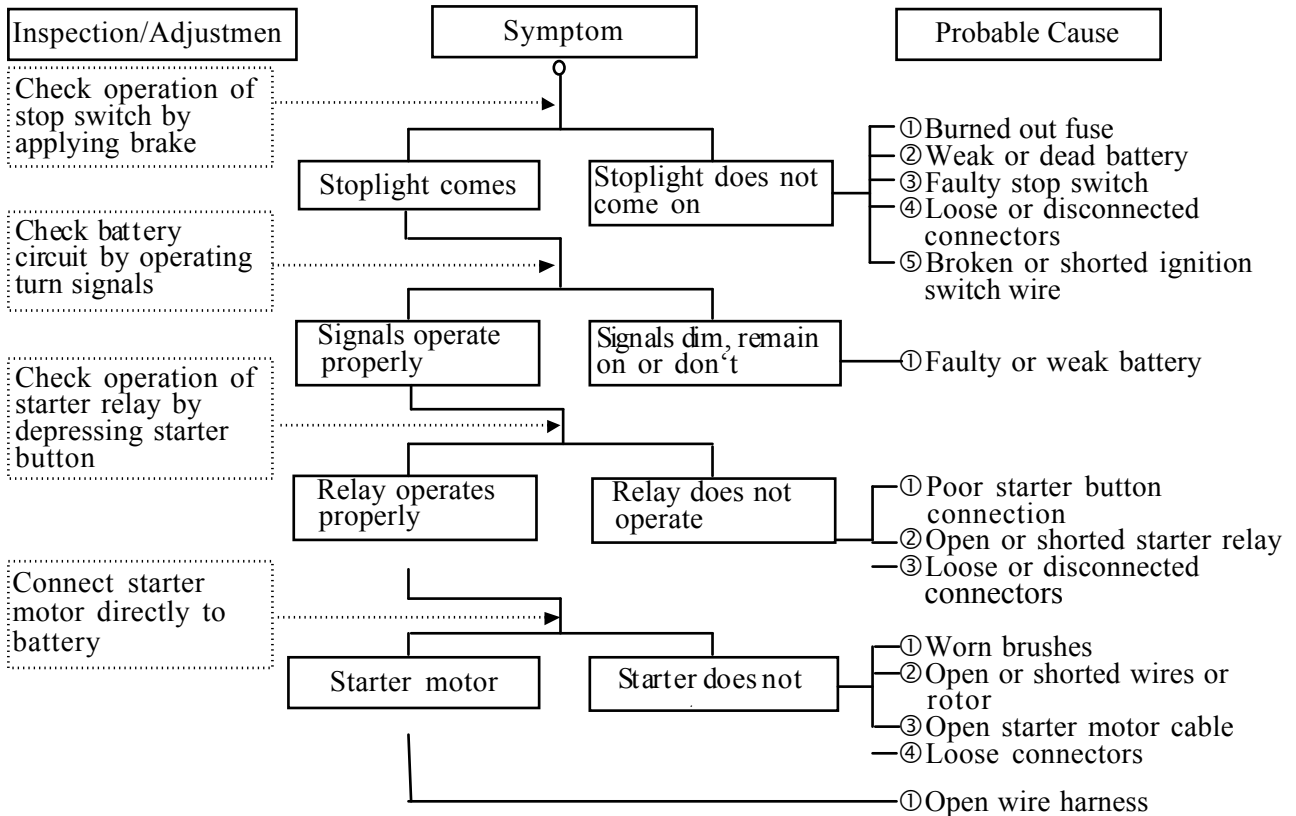 Inspection/Adjustmen
Symptom
Probable Cause
Check operation of
stop switch by
applying brake
Stoplight comes
Stoplight does not
come on
①Burned out fuse
②Weak or dead battery
③Faulty stop switch
④Loose or disconnected
connectors
⑤Broken or shorted ignition
switch wire
Check battery
circuit by operating
turn signals
Signals operate
properly
Signals dim, remain
on or don‘t
①Faulty or weak battery
Check operation of
starter relay by
depressing starter
button
Relay operates
properly
Relay does not
operate
①Poor starter button
connection
②Open or shorted starter relay
③Loose or disconnected
connectors
Connect starter
motor directly to
battery
Starter motor
Starter does not
①Worn brushes
②Open or shorted wires or
rotor
③Open starter motor cable
④Loose connectors
①Open wire harness